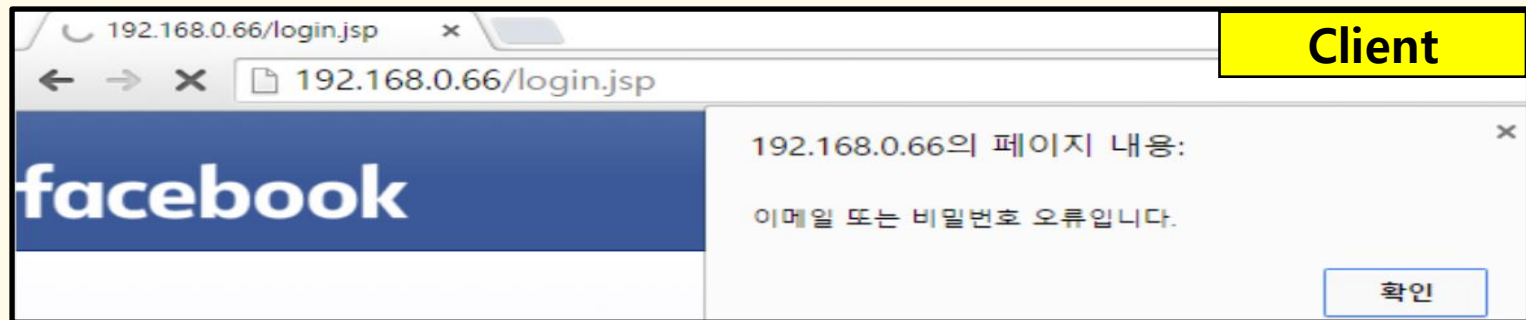 192.168.0.66/login.jsp
Client
192.168.0.66/login.jsp
facebook
192.168.0.66의 페이지 내용:
이메일 또는 비밀번호 오류입니다.
확인